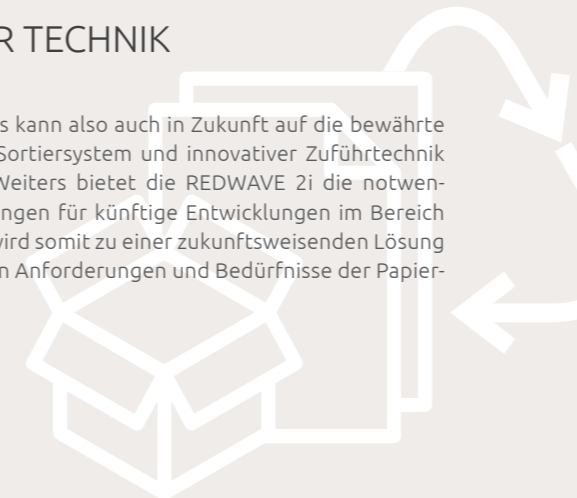 R TECHNIK
s kann also auch in Zukunft auf die bewährte
Sortiersystem und innovativer Zuführtechnik
Weiters bietet die REDWAVE 2i die notwen-
ngen für künftige Entwicklungen im Bereich
wird somit zu einer zukunftsweisenden Lösung
n Anforderungen und Bedürfnisse der Papier-